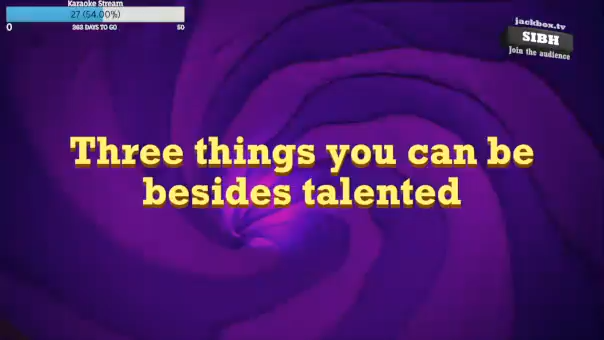 Karaoke Stream
27 (54.00%)
0 363 DAYS TO GO 50
jackbox.tv
SIBH
Join the audience
Three things you can be
besides talented